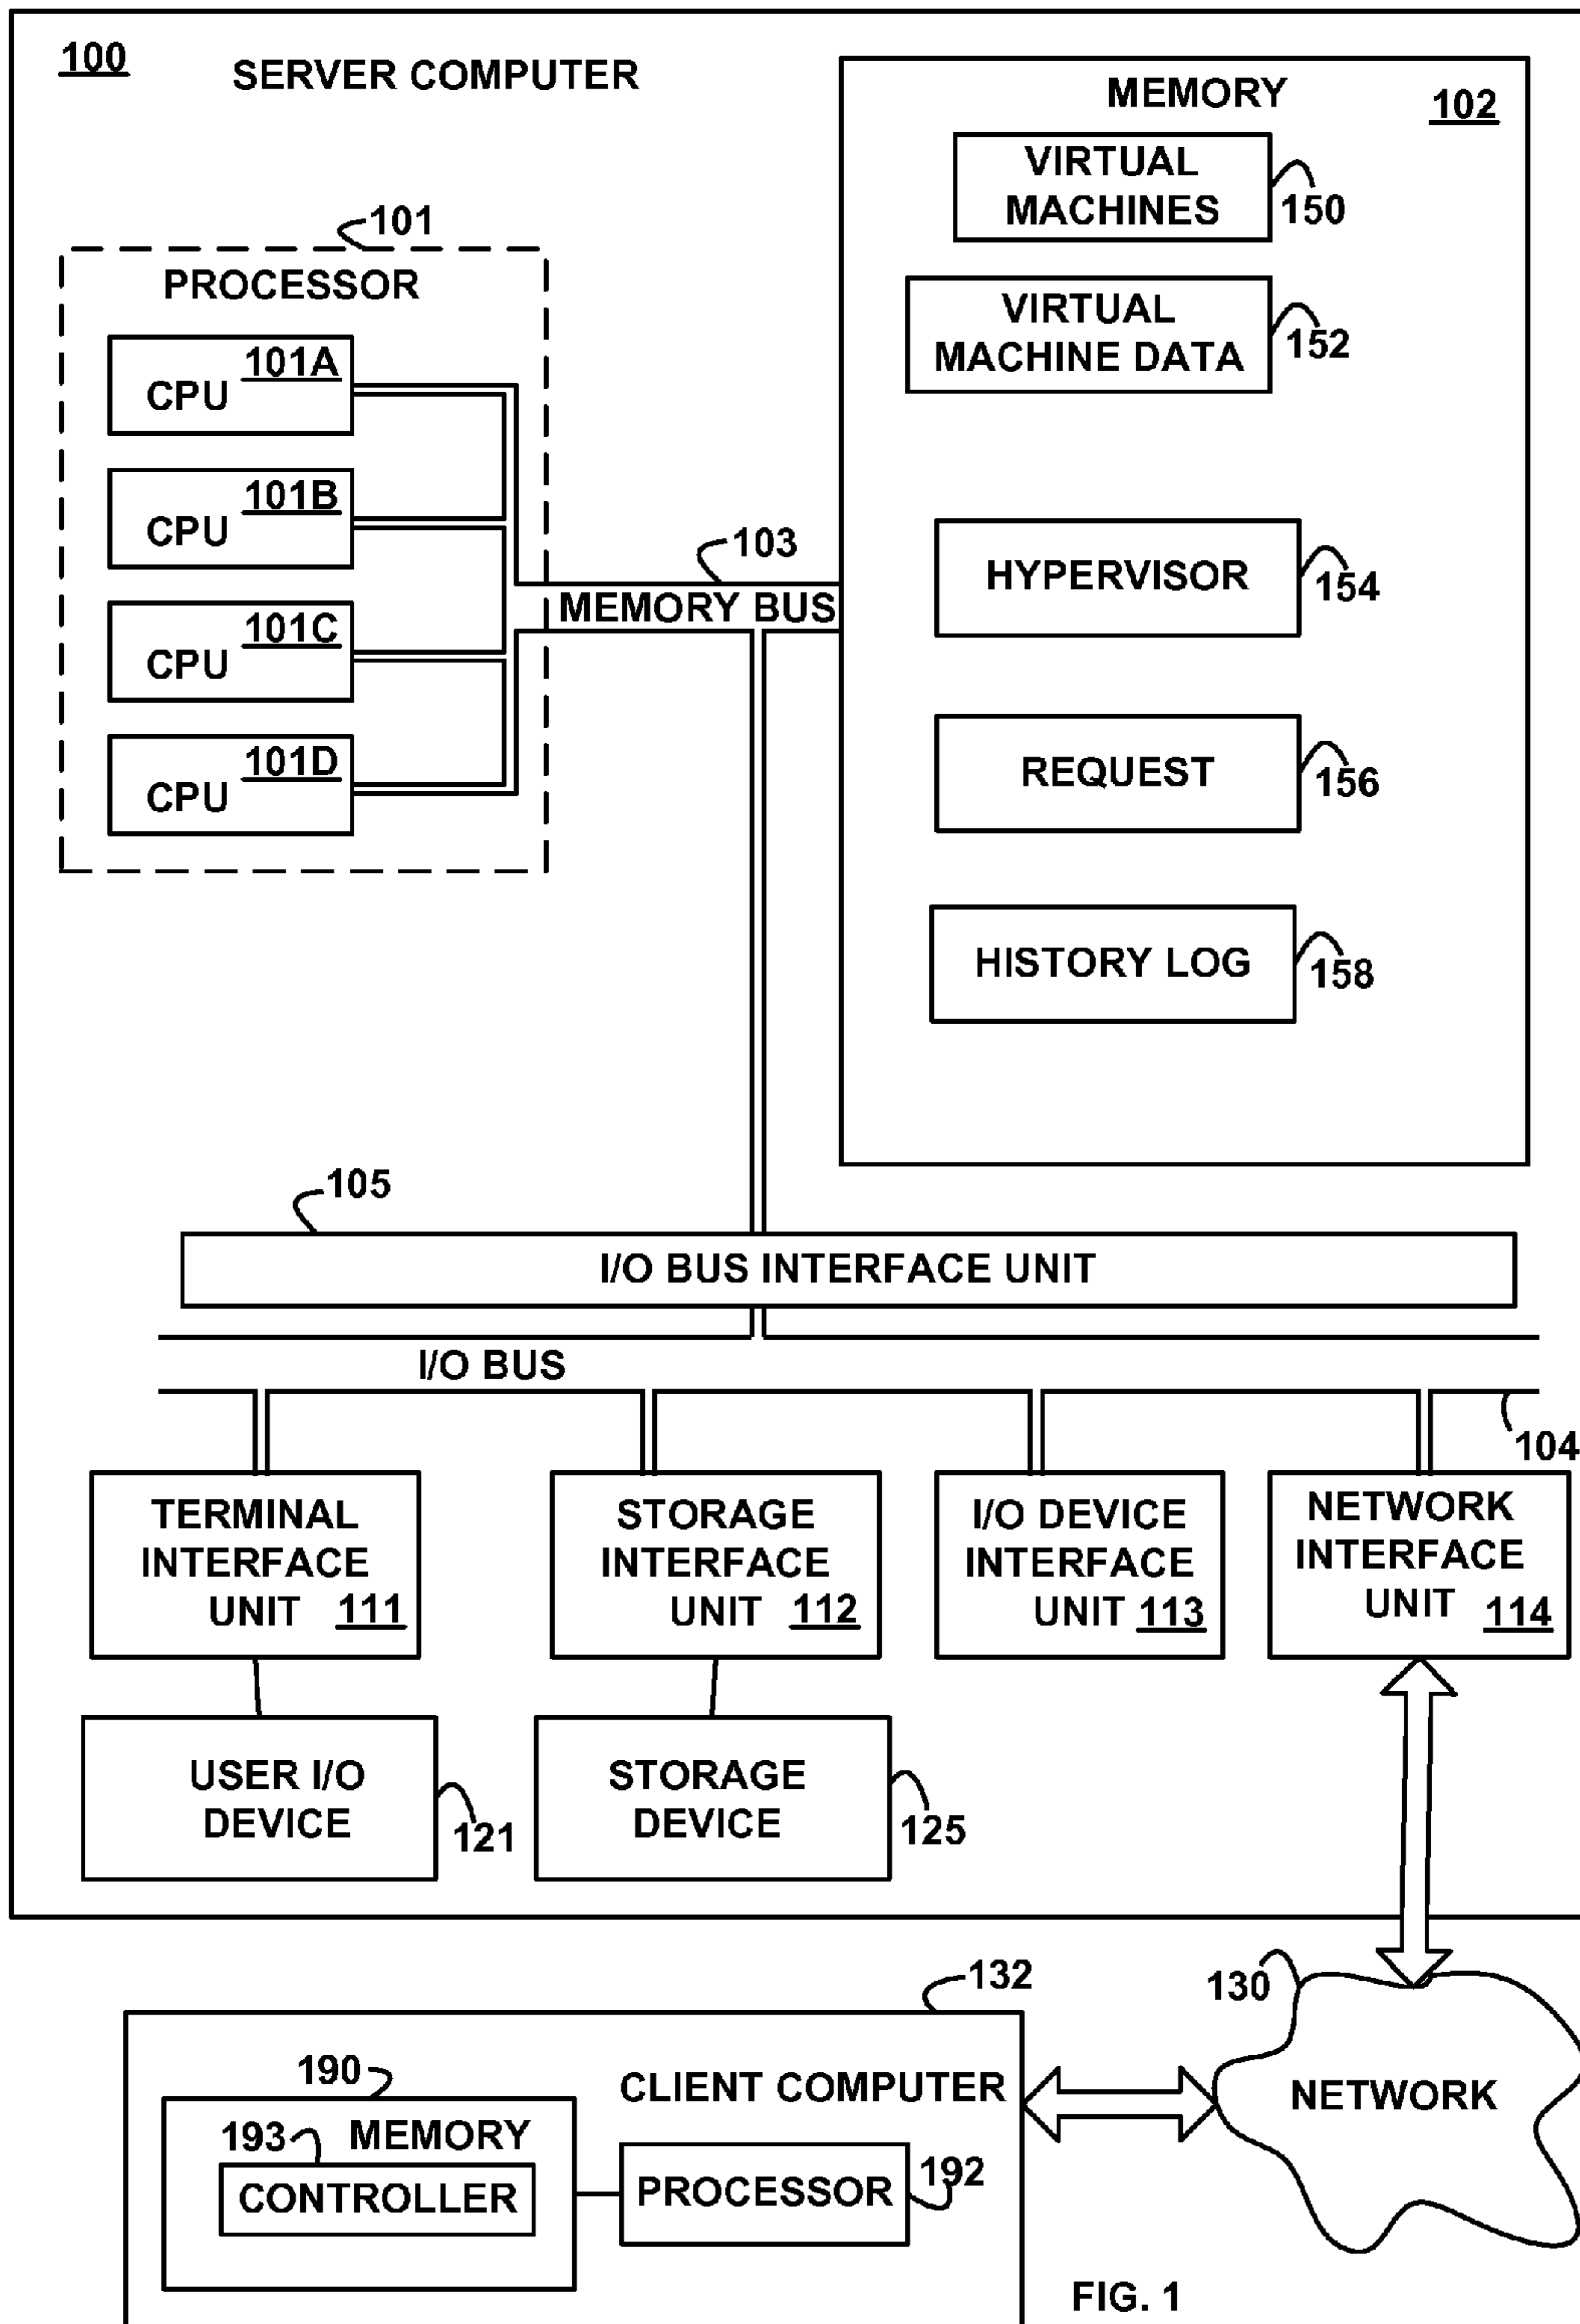 100
SERVER COMPUTER
MEMORY
102
VIRTUAL
MACHINES
150
VIRTUAL
MACHINE DATA
152
101
PROCESSOR
101A
CPU
101B
CPU
101C
CPU
101D
CPU
103
MEMORY BUS
HYPERVISOR
154
REQUEST
156
HISTORY LOG
158
105
I/O BUS INTERFACE UNIT
I/O BUS
104
TERMINAL
INTERFACE
UNIT 111
STORAGE
INTERFACE
UNIT 112
I/O DEVICE
INTERFACE
UNIT 113
NETWORK
INTERFACE
UNIT 114
USER I/O
DEVICE
121
STORAGE
DEVICE
125
132
130
190
CLIENT COMPUTER
NETWORK
193
MEMORY
CONTROLLER
PROCESSOR
192
FIG. 1